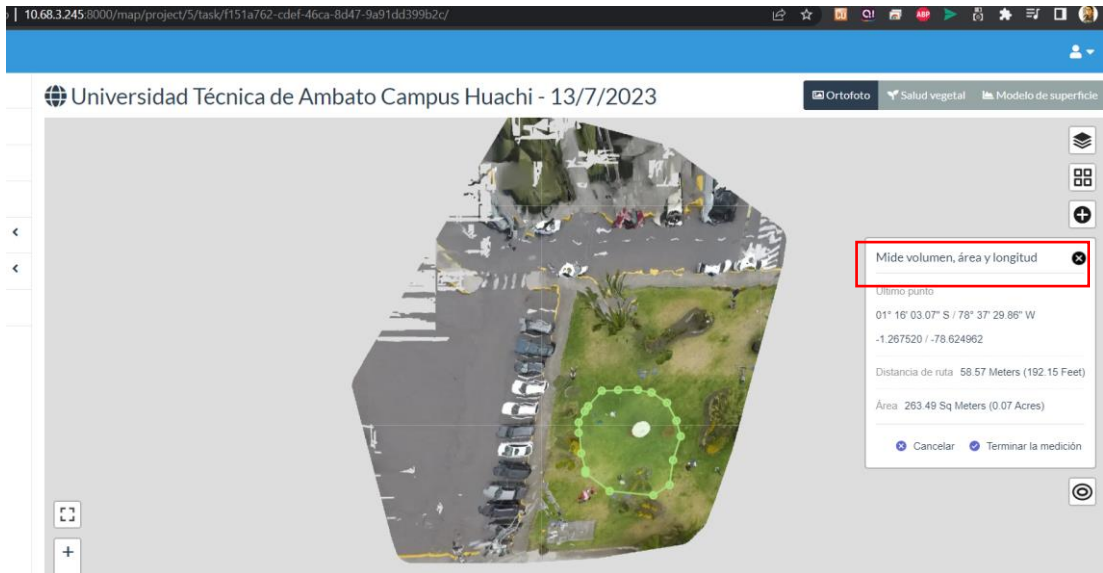 10.68.3.245:8000/map/project/5/task/f151a762-cdef-46ca-8d47-9a91dd399b2c/
Universidad Técnica de Ambato Campus Huachi - 13/7/2023
Ortofoto Salud vegetal Modelo de superficie
Mide volumen, área y longitud
Último punto
01° 16' 03.07" S / 78° 37' 29.86" W
-1.267520 / -78.624962
Distancia de ruta 58.57 Meters (192.15 Feet)
Área 263.49 Sq Meters (0.07 Acres)
Cancelar Terminar la medición
+